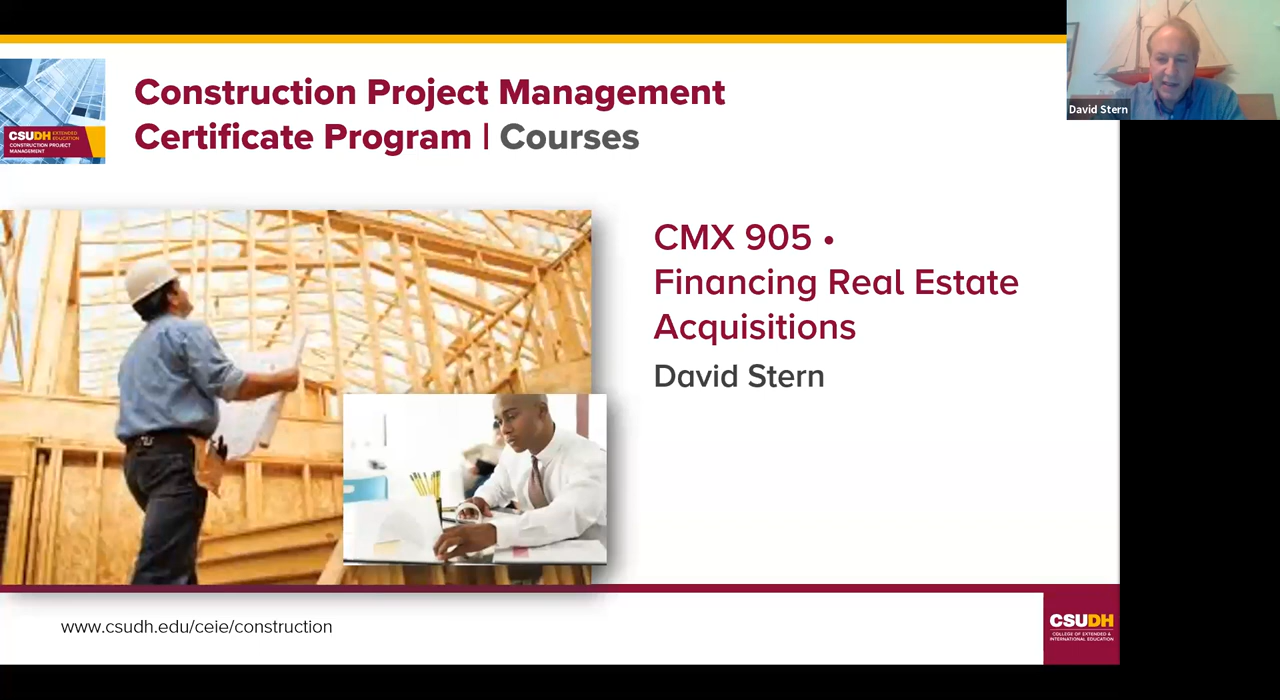 David Stern
CSUDH EXTENDED
EDUCATION
CONSTRUCTION PROJECT
MANAGEMENT
Construction Project Management
Certificate Program | Courses
CMX 905 •
Financing Real Estate
Acquisitions
David Stern
www.csudh.edu/ceie/construction
CSUDH
COLLEGE OF EXTENDED &
INTERNATIONAL EDUCATION